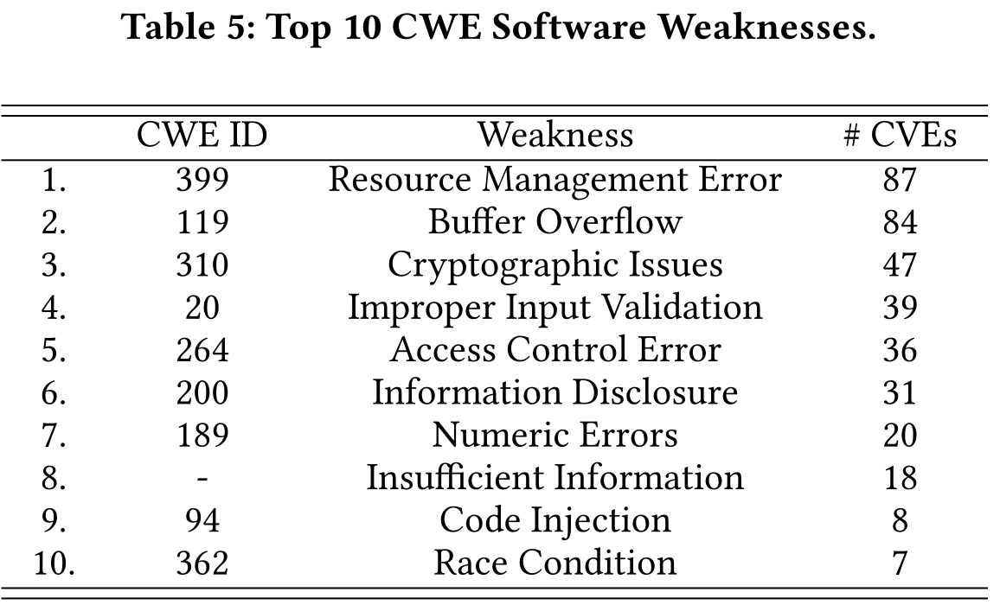 Table 5: Top 10 CWE Software Weaknesses.
CWE ID Weakness # CVEs
1. 399 Resource Management Error 87
2. 119 Buffer Overflow 84
3. 310 Cryptographic Issues 47
4. 20 Improper Input Validation 39
5. 264 Access Control Error 36
6. 200 Information Disclosure 31
7. 189 Numeric Errors 20
8. - Insufficient Information 18
9. 94 Code Injection 8
10. 362 Race Condition 7